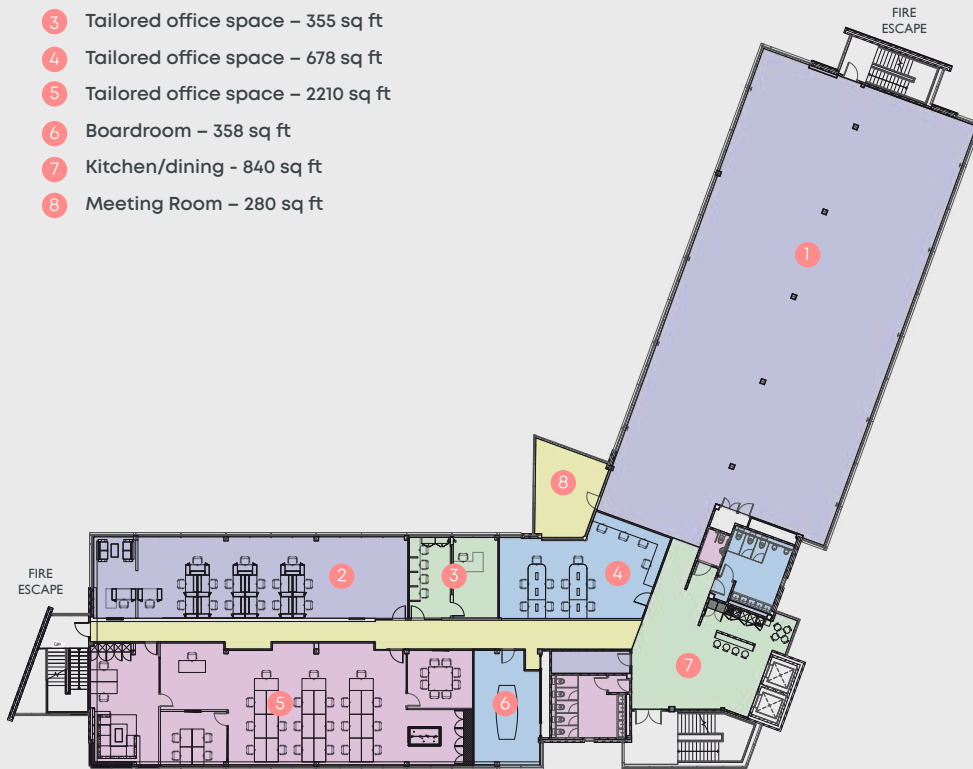 3 Tailored office space – 355 sq ft
4 Tailored office space – 678 sq ft
5 Tailored office space – 2210 sq ft
6 Boardroom – 358 sq ft
7 Kitchen/dining - 840 sq ft
8 Meeting Room – 280 sq ft
FIRE
ESCAPE
1
8
2
3
4
FIRE
ESCAPE
7
5
6